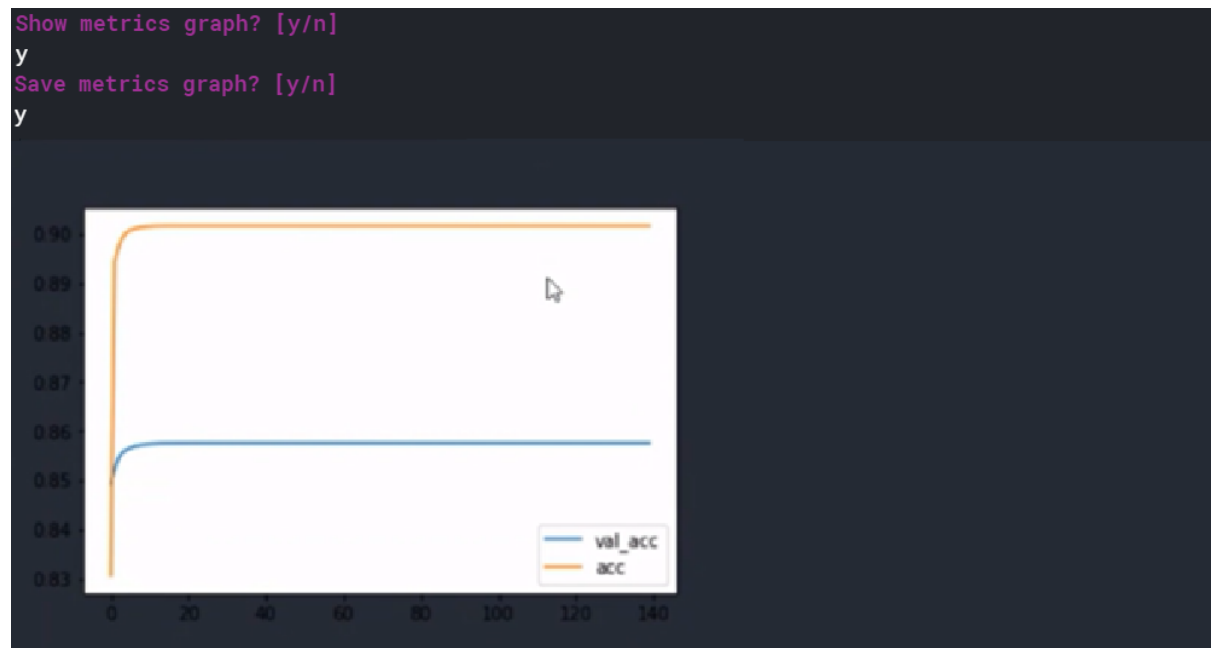 Show metrics graph? [y/n]
y
Save metrics graph? [y/n]
y
0.90
0.89
0.88
0.87
0.86
0.85
0.84
0.83
val_acc
acc
0 20 40 60 80 100 120 140